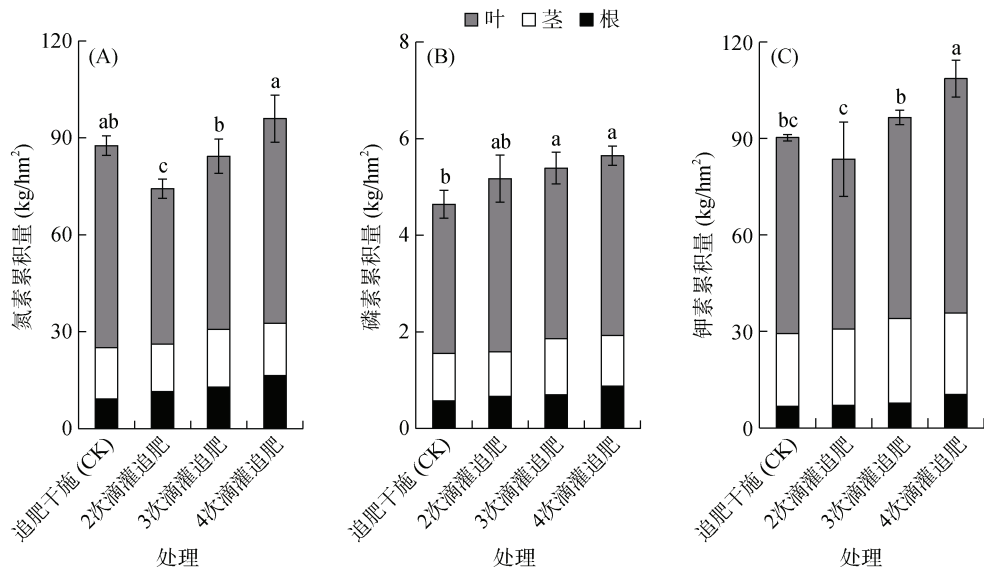 叶 茎 根
(A)
氮素累积量 (kg/hm²)
120
90
60
30
0
ab
c
b
a
追肥干施 (CK)
2次滴灌追肥
3次滴灌追肥
4次滴灌追肥
处理
(B)
磷素累积量 (kg/hm²)
8
6
4
2
0
b
ab
a
a
追肥干施 (CK)
2次滴灌追肥
3次滴灌追肥
4次滴灌追肥
处理
(C)
钾素累积量 (kg/hm²)
120
90
60
30
0
bc
c
b
a
追肥干施 (CK)
2次滴灌追肥
3次滴灌追肥
4次滴灌追肥
处理